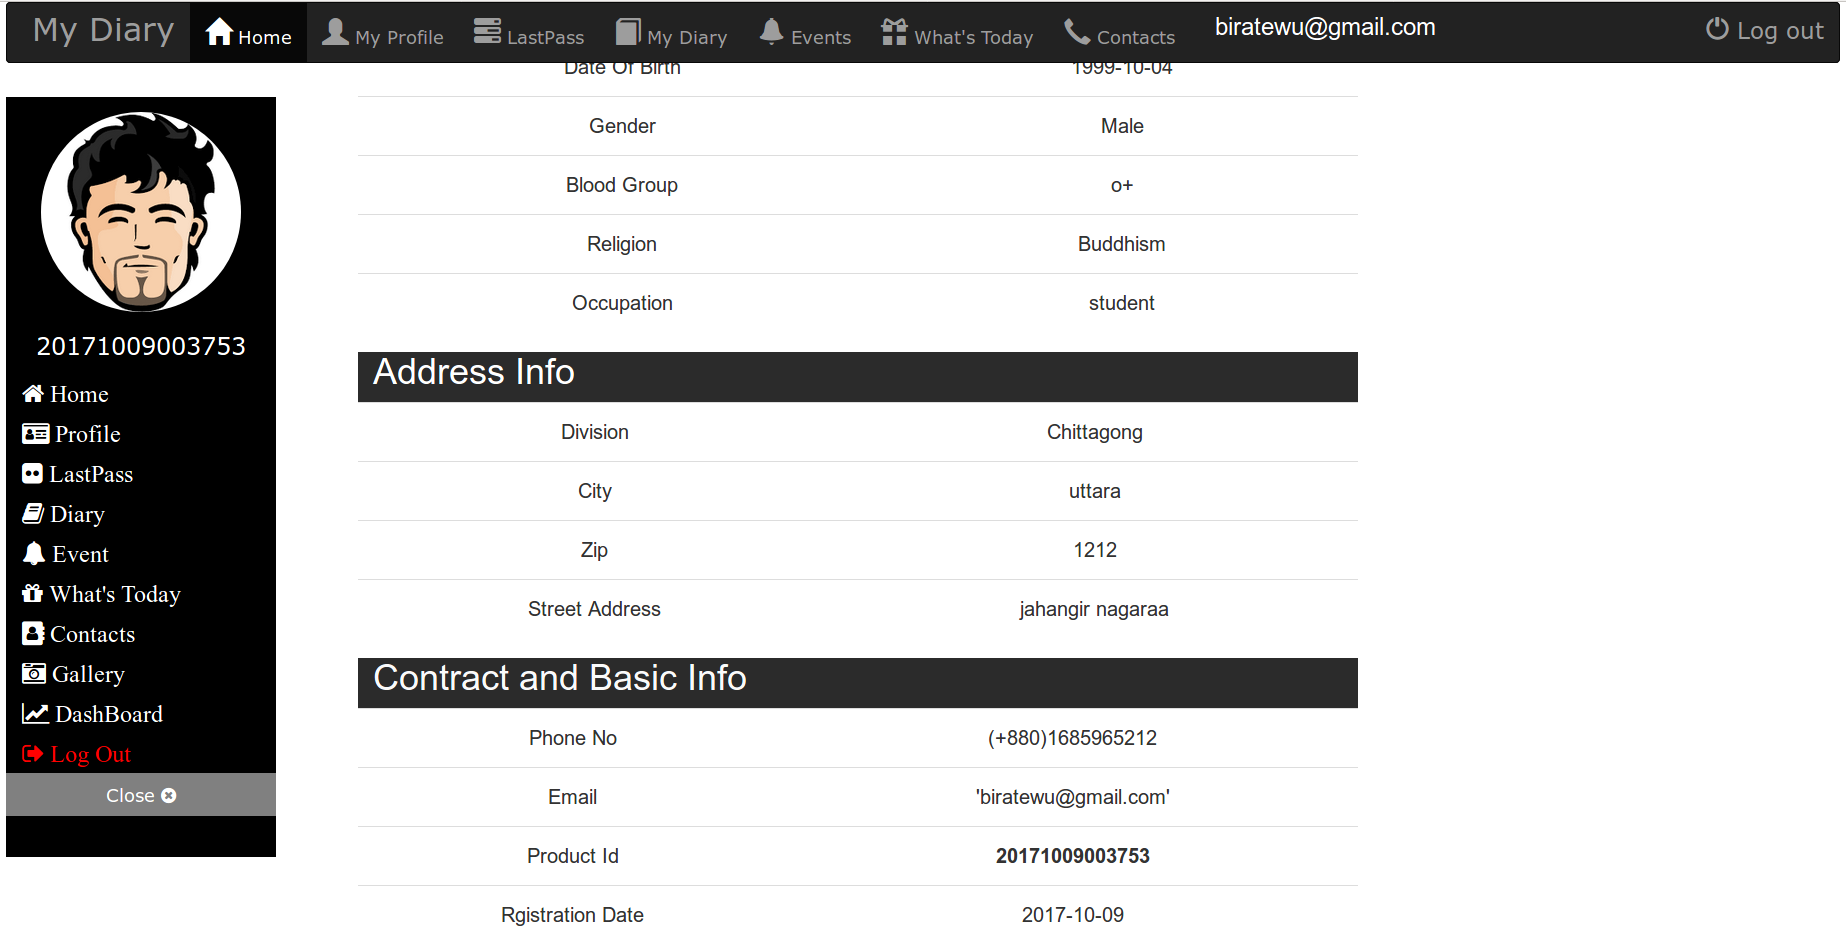 My Diary Home My Profile LastPass My Diary Events What's Today Contacts biratewu@gmail.com Log out
Date Of Birth 1999-10-04
Gender Male
Blood Group o+
Religion Buddhism
Occupation student
20171009003753
Home
Profile
LastPass
Diary
Event
What's Today
Contacts
Gallery
DashBoard
Log Out
Close
Address Info
Division Chittagong
City uttara
Zip 1212
Street Address jahangir nagaraa
Contract and Basic Info
Phone No (+880)1685965212
Email 'biratewu@gmail.com'
Product Id 20171009003753
Rgistration Date 2017-10-09